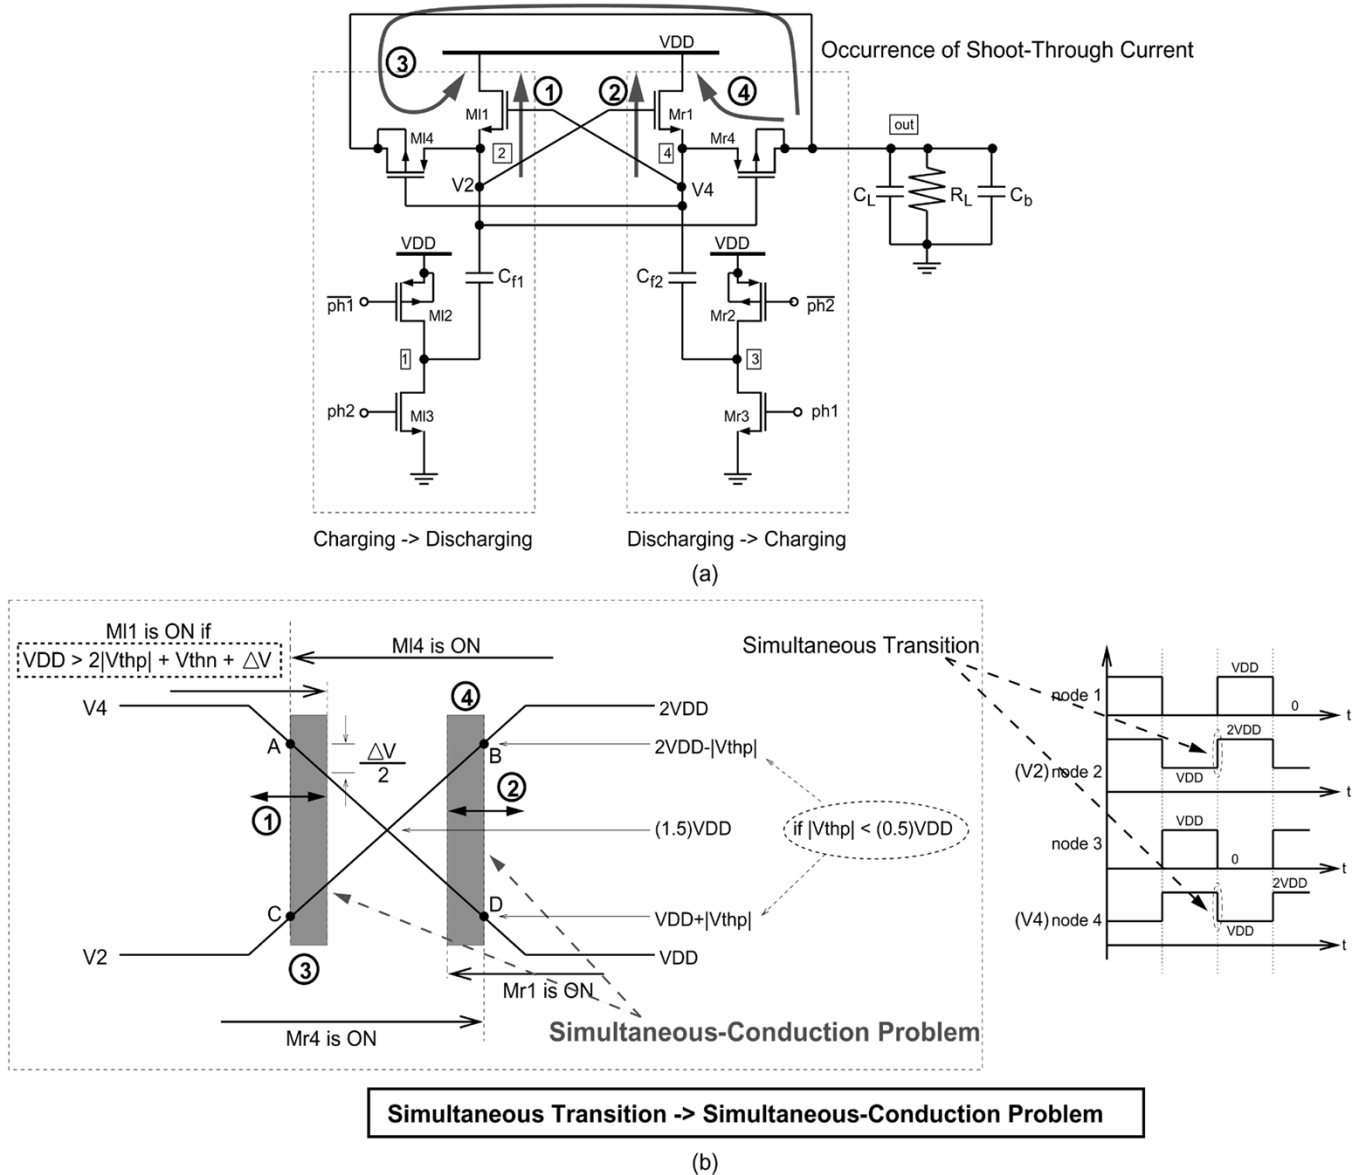 (a)
VDD
Occurrence of Shoot-Through Current
3
1
2
4
Ml1
Mr1
Ml4
2
4
Mr4
out
V2
V4
CL
RL
Cb
VDD
VDD
Cf1
Cf2
ph1
Ml2
Mr2
ph2
1
3
ph2
Ml3
Mr3
ph1
Charging -> Discharging
Discharging -> Charging
(a)
Ml1 is ON if
VDD > 2|Vthp| + Vthn + △V
Ml4 is ON
Simultaneous Transition
V4
4
2VDD
A
△V
2
B
2VDD-|Vthp|
1
2
(1.5)VDD
if |Vthp| < (0.5)VDD
C
D
VDD+|Vthp|
V2
3
VDD
Mr1 is ON
Mr4 is ON
Simultaneous-Conduction Problem
VDD
node 1
0
t
2VDD
(V2) node 2
VDD
t
VDD
node 3
0
t
2VDD
(V4) node 4
VDD
t
Simultaneous Transition -> Simultaneous-Conduction Problem
(b)